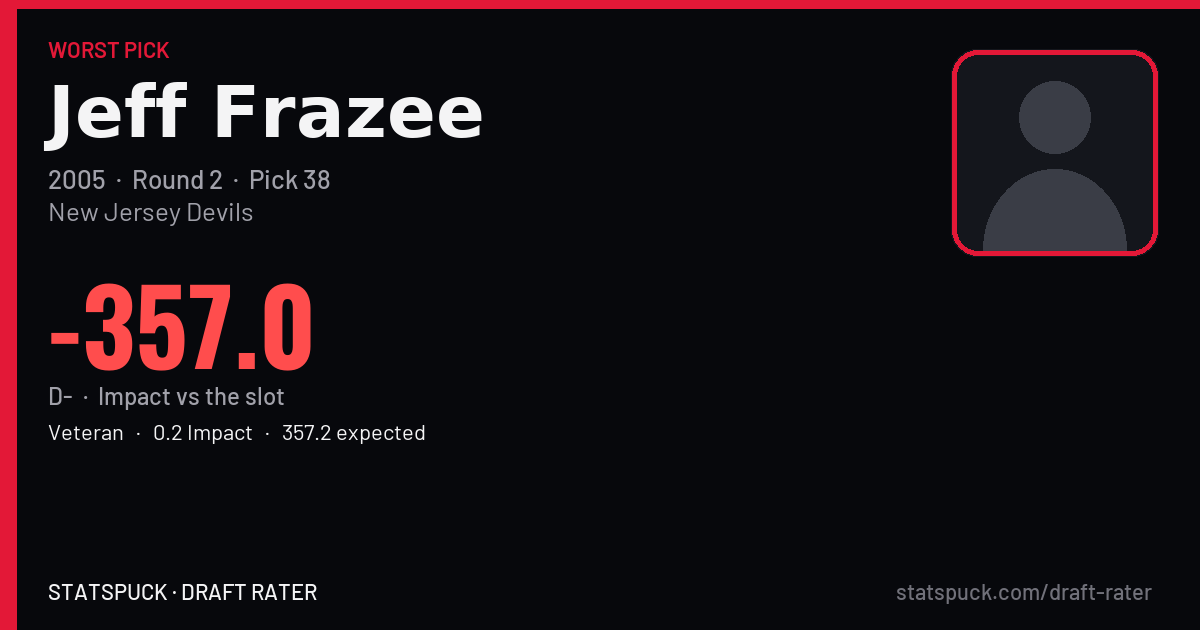 WORST PICK
Jeff Frazee
2005 · Round 2 · Pick 38
New Jersey Devils
-357.0
D- · Impact vs the slot
Veteran · 0.2 Impact · 357.2 expected
STATSPUCK · DRAFT RATER
statspuck.com/draft-rater